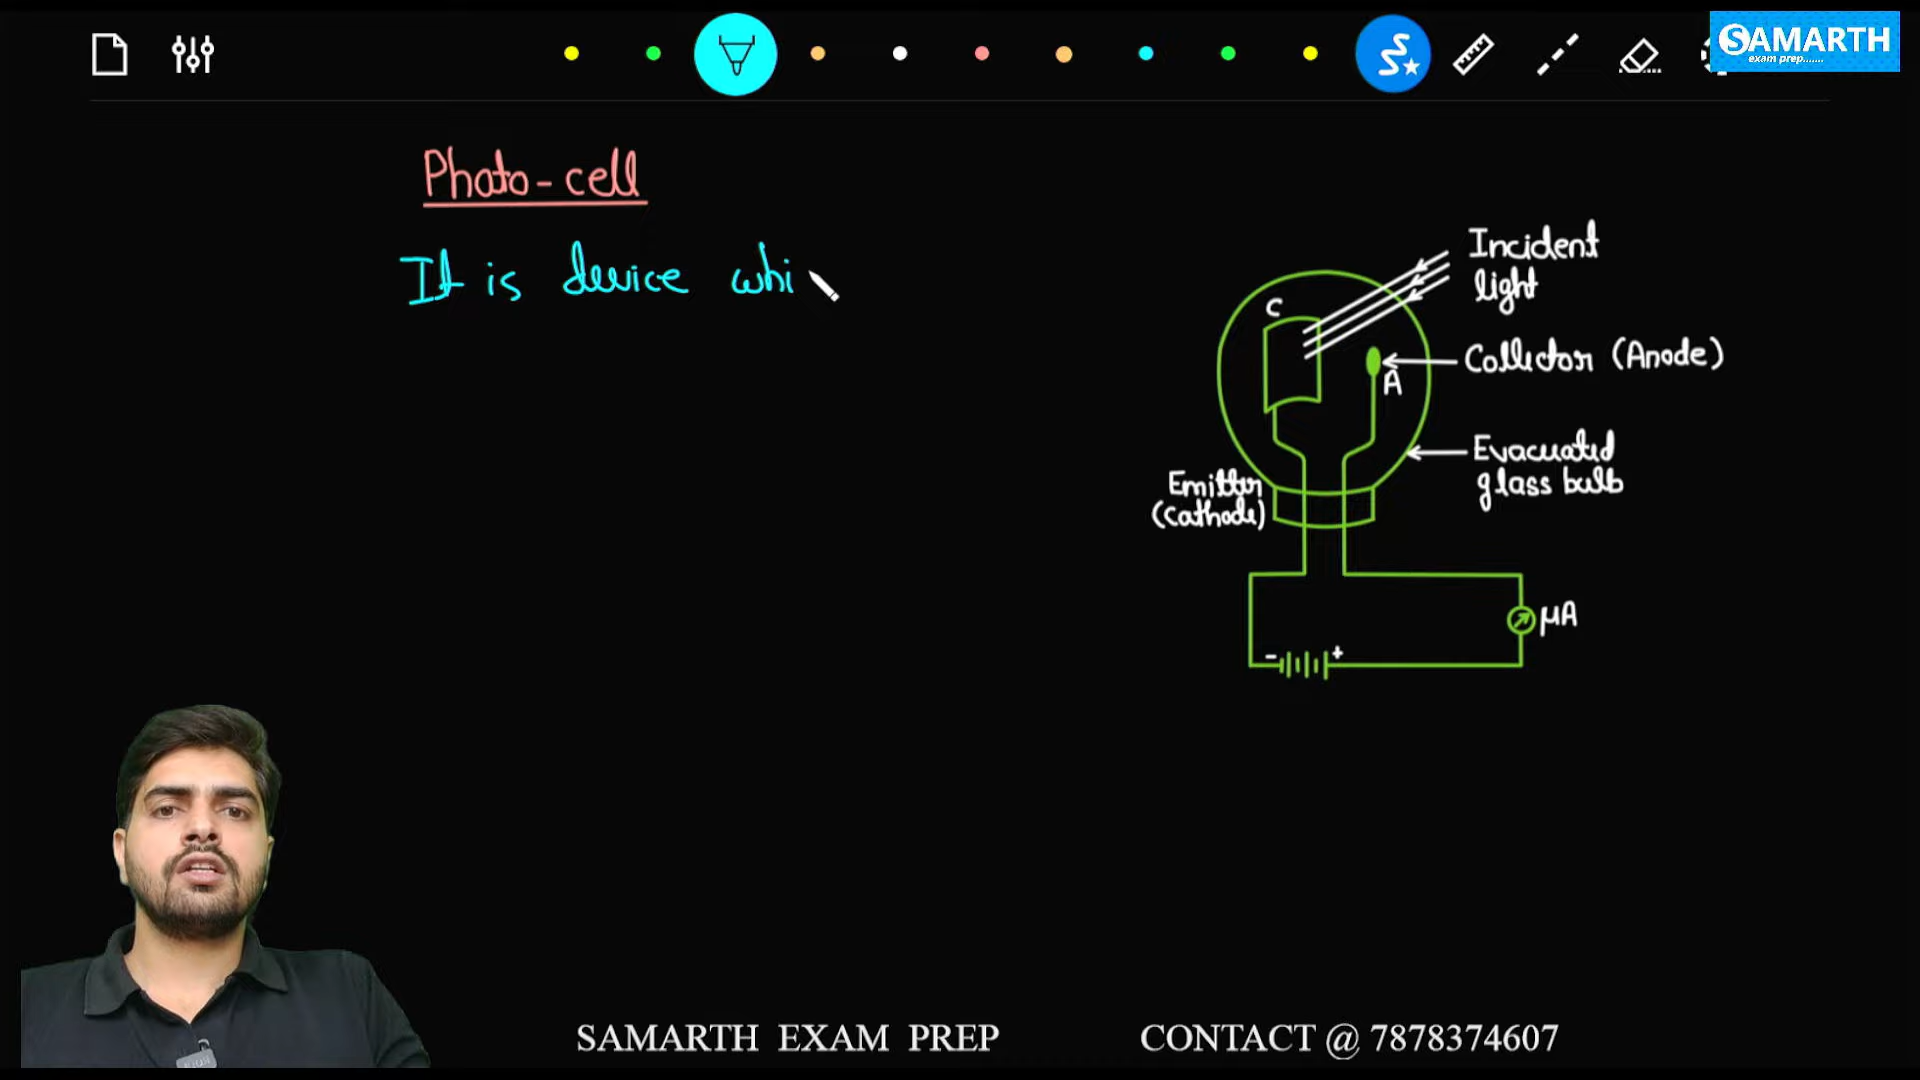 SAMARTH
exam prep.......
Photo-cell
It is device whi
Incident
light
C
Collector (Anode)
A
Evacuated
glass bulb
Emitter
(Cathode)
μA
- +
SAMARTH EXAM PREP
CONTACT @ 7878374607